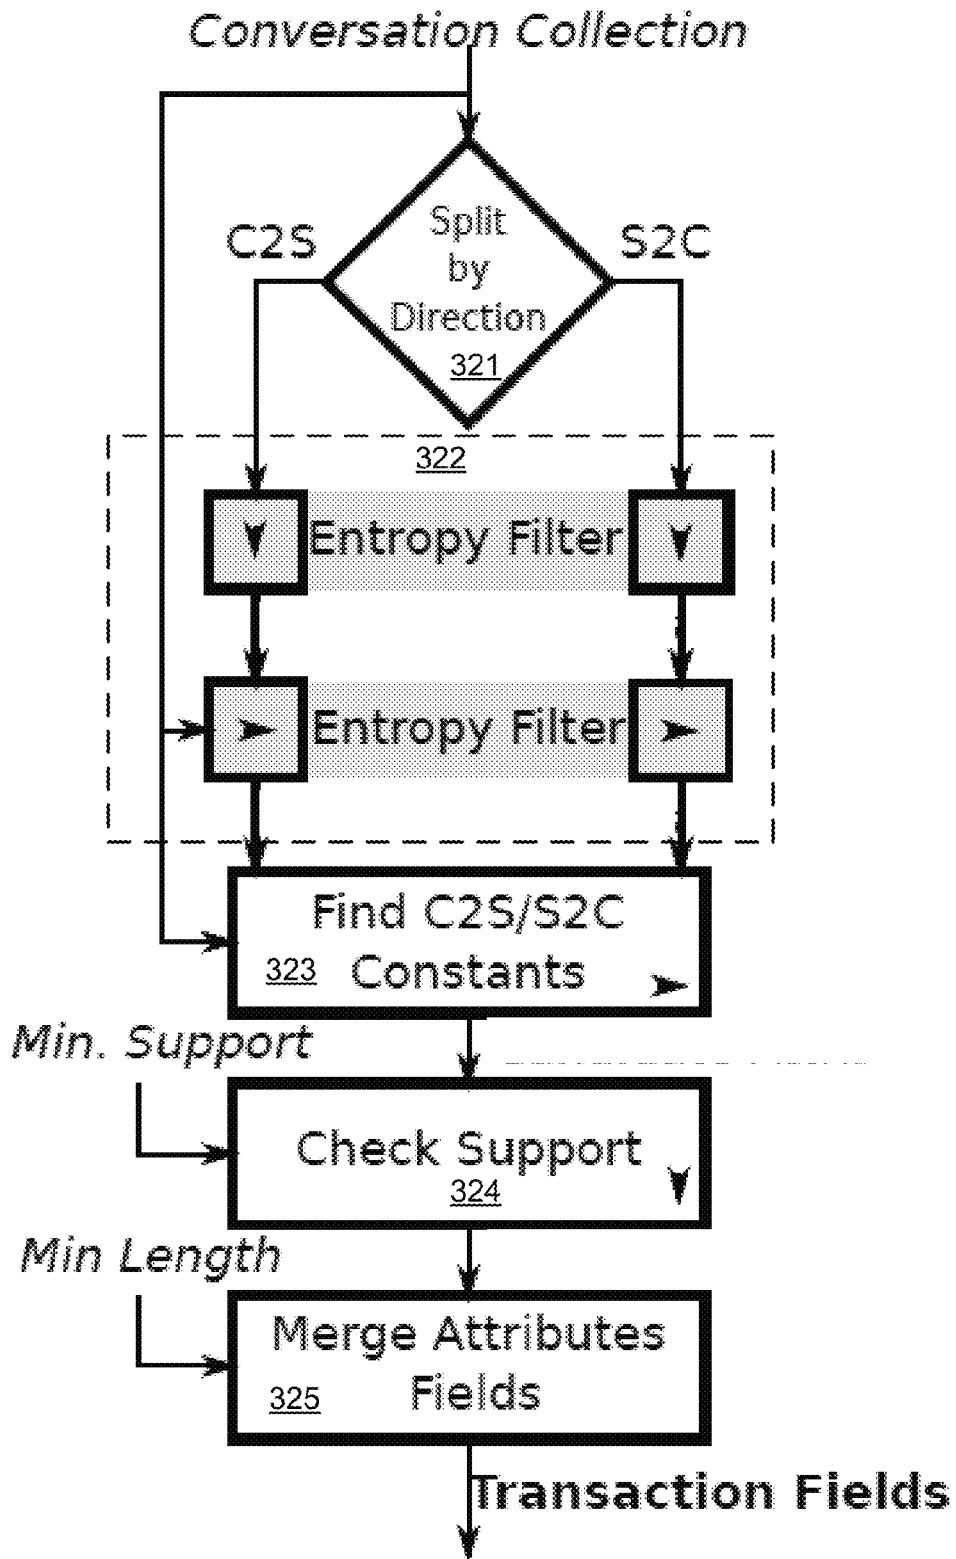 Conversation Collection
C2S
S2C
Split
by
Direction
321
322
Entropy Filter
Entropy Filter
Find C2S/S2C
323 Constants
Min. Support
Check Support
324
Min Length
Merge Attributes
325 Fields
Transaction Fields